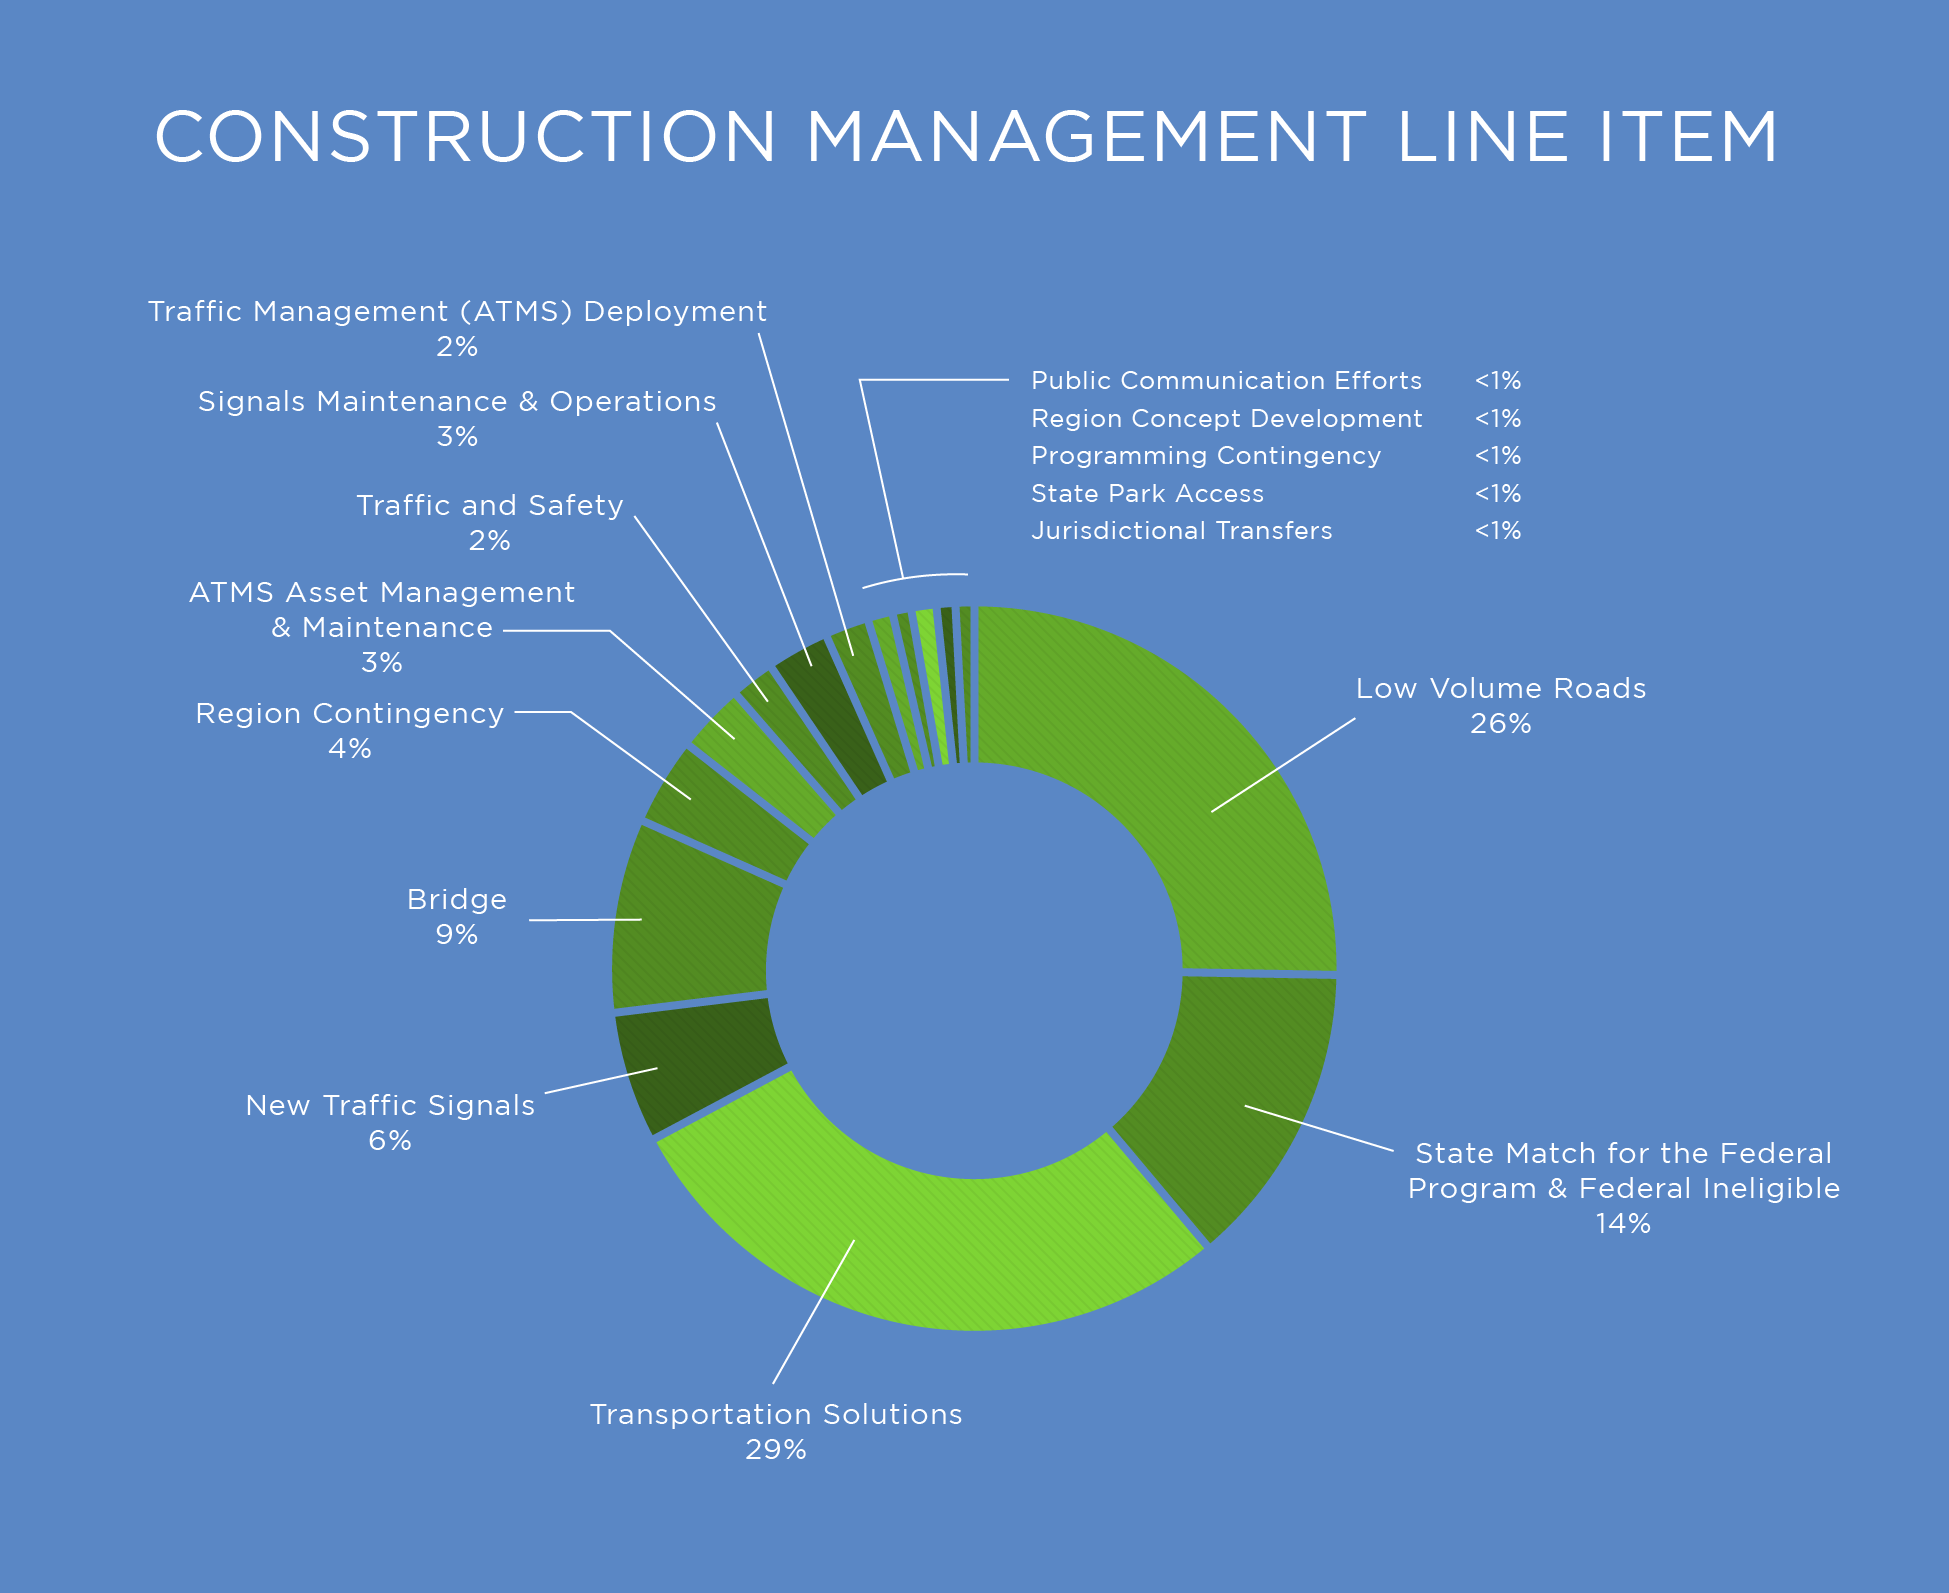 CONSTRUCTION MANAGEMENT LINE ITEM
Traffic Management (ATMS) Deployment
2%
Signals Maintenance & Operations
3%
Traffic and Safety
2%
ATMS Asset Management
& Maintenance
3%
Region Contingency
4%
Bridge
9%
New Traffic Signals
6%
Transportation Solutions
29%
Public Communication Efforts <1%
Region Concept Development <1%
Programming Contingency <1%
State Park Access <1%
Jurisdictional Transfers <1%
Low Volume Roads
26%
State Match for the Federal
Program & Federal Ineligible
14%